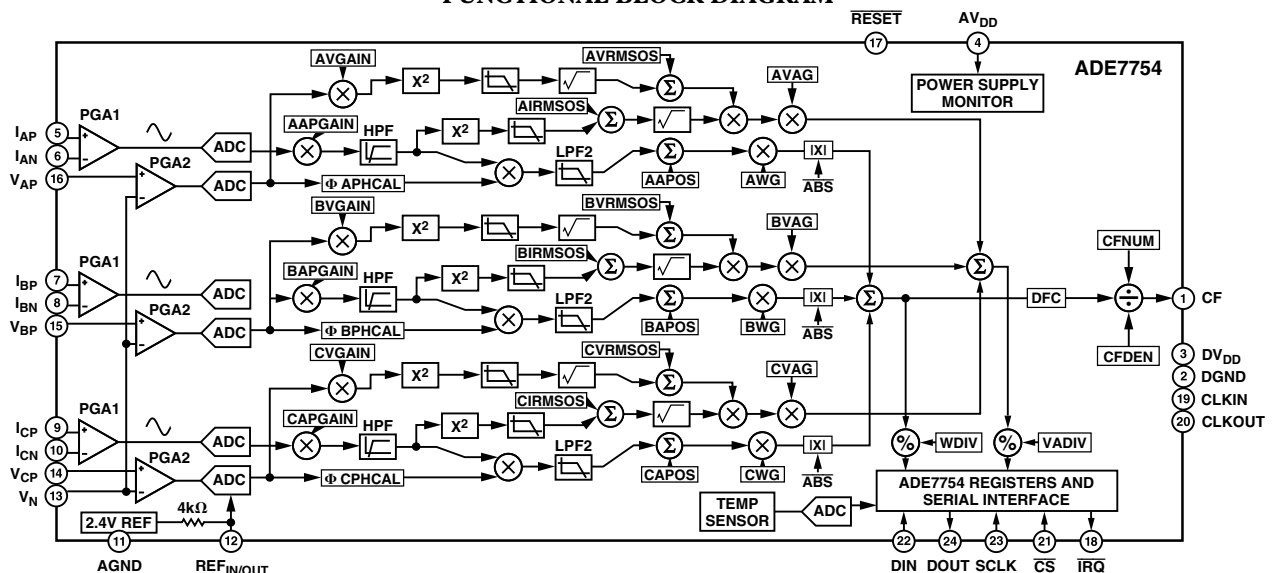 FUNCTIONAL BLOCK DIAGRAM
RESET
AVDD
17
4
ADE7754
POWER SUPPLY
MONITOR
AVGAIN
X²
AVRMSOS
Σ
AVAG
PGA1
IAP
5
+
IAN
6
−
ADC
AAPGAIN
HPF
X²
AIRMSOS
Σ
PGA2
VAP
16
+
−
ADC
Φ APHCAL
LPF2
Σ
AAPOS
AWG
|X|
ABS
BVGAIN
X²
BVRMSOS
Σ
BVAG
PGA1
IBP
7
+
IBN
8
−
ADC
BAPGAIN
HPF
X²
BIRMSOS
Σ
Σ
CFNUM
PGA2
VBP
15
+
−
ADC
Φ BPHCAL
LPF2
Σ
BAPOS
BWG
|X|
ABS
Σ
DFC
÷
CFDEN
1
CF
3
DVDD
2
DGND
19
CLKIN
20
CLKOUT
CVGAIN
X²
CVRMSOS
Σ
CVAG
PGA1
ICP
9
+
ICN
10
−
ADC
CAPGAIN
HPF
X²
CIRMSOS
Σ
PGA2
VCP
14
+
VN
13
−
ADC
Φ CPHCAL
LPF2
Σ
CAPOS
CWG
|X|
ABS
%
WDIV
%
VADIV
ADE7754 REGISTERS AND
SERIAL INTERFACE
TEMP
SENSOR
ADC
2.4V REF
4kΩ
11
12
22
24
23
21
18
AGND
REFIN/OUT
DIN
DOUT
SCLK
CS
IRQ